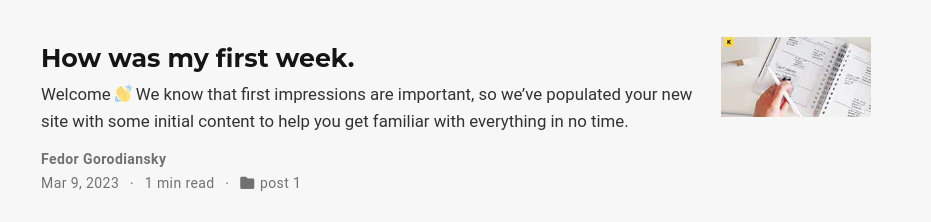 How was my first week.
Welcome 👋 We know that first impressions are important, so we’ve populated your new
site with some initial content to help you get familiar with everything in no time.
Fedor Gorodiansky
Mar 9, 2023 · 1 min read · post 1